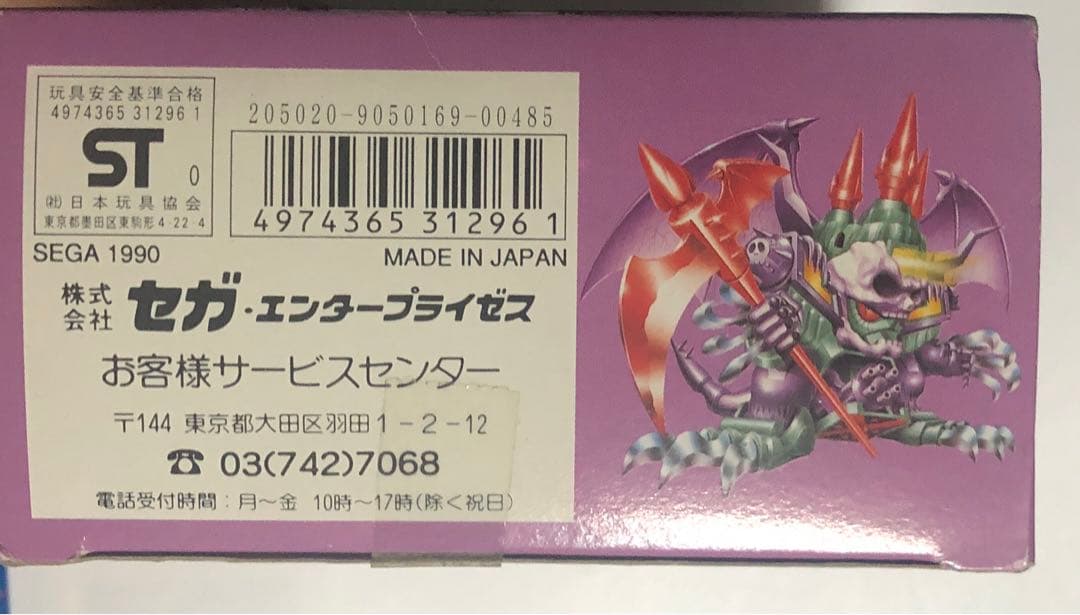 玩具安全基準合格
4974365 31296 1
ST 0
㈳日本玩具協会
東京都墨田区東駒形4-22-4
205020-9050169-00485
4974365 31296 1
SEGA 1990
MADE IN JAPAN
株式会社 セガ・エンタープライゼス
お客様サービスセンター
〒144 東京都大田区羽田1-2-12
☎ 03(742)7068
電話受付時間：月～金 10時～17時(除く祝日)